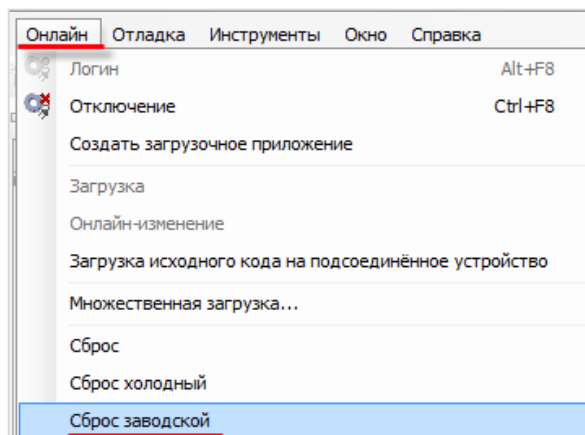 Онлайн Отладка Инструменты Окно Справка
Логин Alt+F8
Отключение Ctrl+F8
Создать загрузочное приложение
Загрузка
Онлайн-изменение
Загрузка исходного кода на подсоединённое устройство
Множественная загрузка...
Сброс
Сброс холодный
Сброс заводской